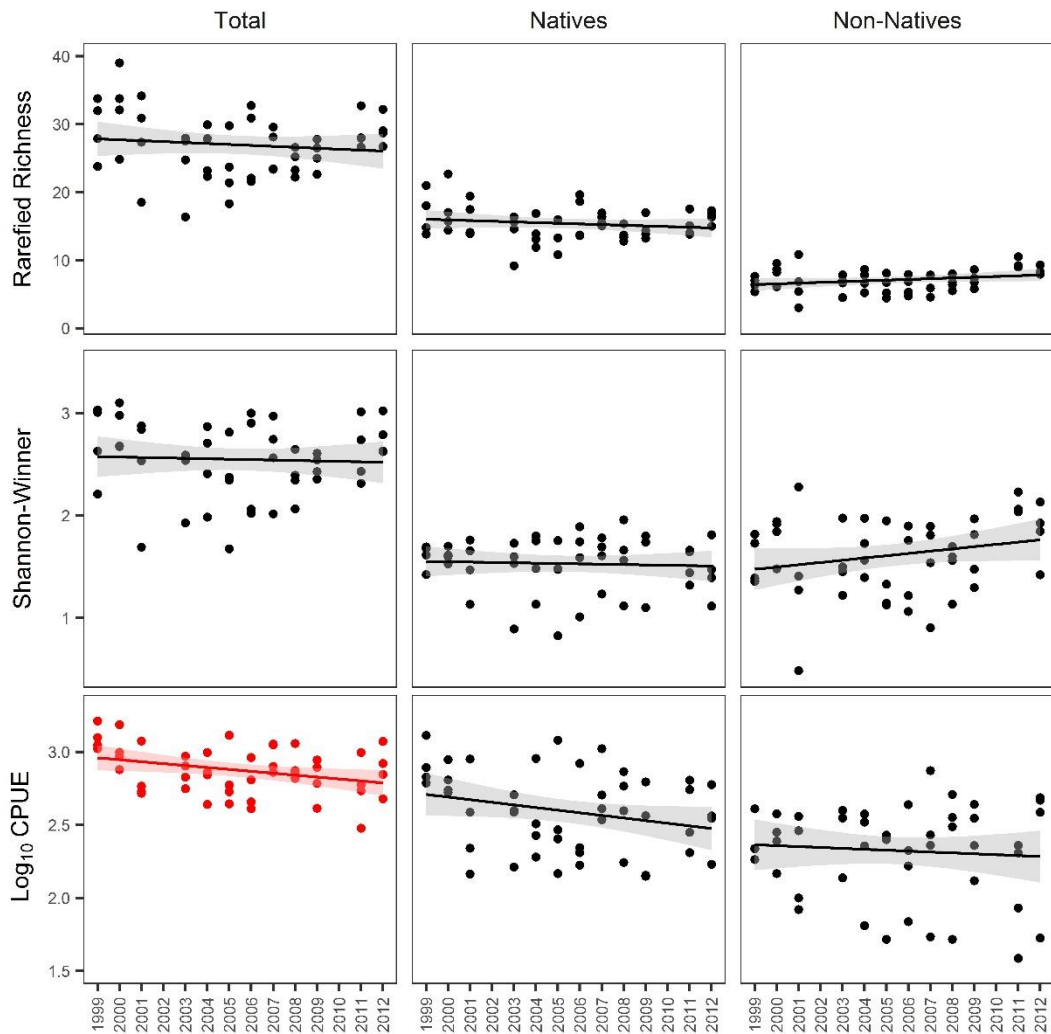 Total Natives Non-Natives
Rarefied Richness
40
30
20
10
0
Shannon-Winner
3
2
1
Log₁₀ CPUE
3.0
2.5
2.0
1.5
1999 2000 2001 2002 2003 2004 2005 2006 2007 2008 2009 2010 2011 2012
1999 2000 2001 2002 2003 2004 2005 2006 2007 2008 2009 2010 2011 2012
1999 2000 2001 2002 2003 2004 2005 2006 2007 2008 2009 2010 2011 2012